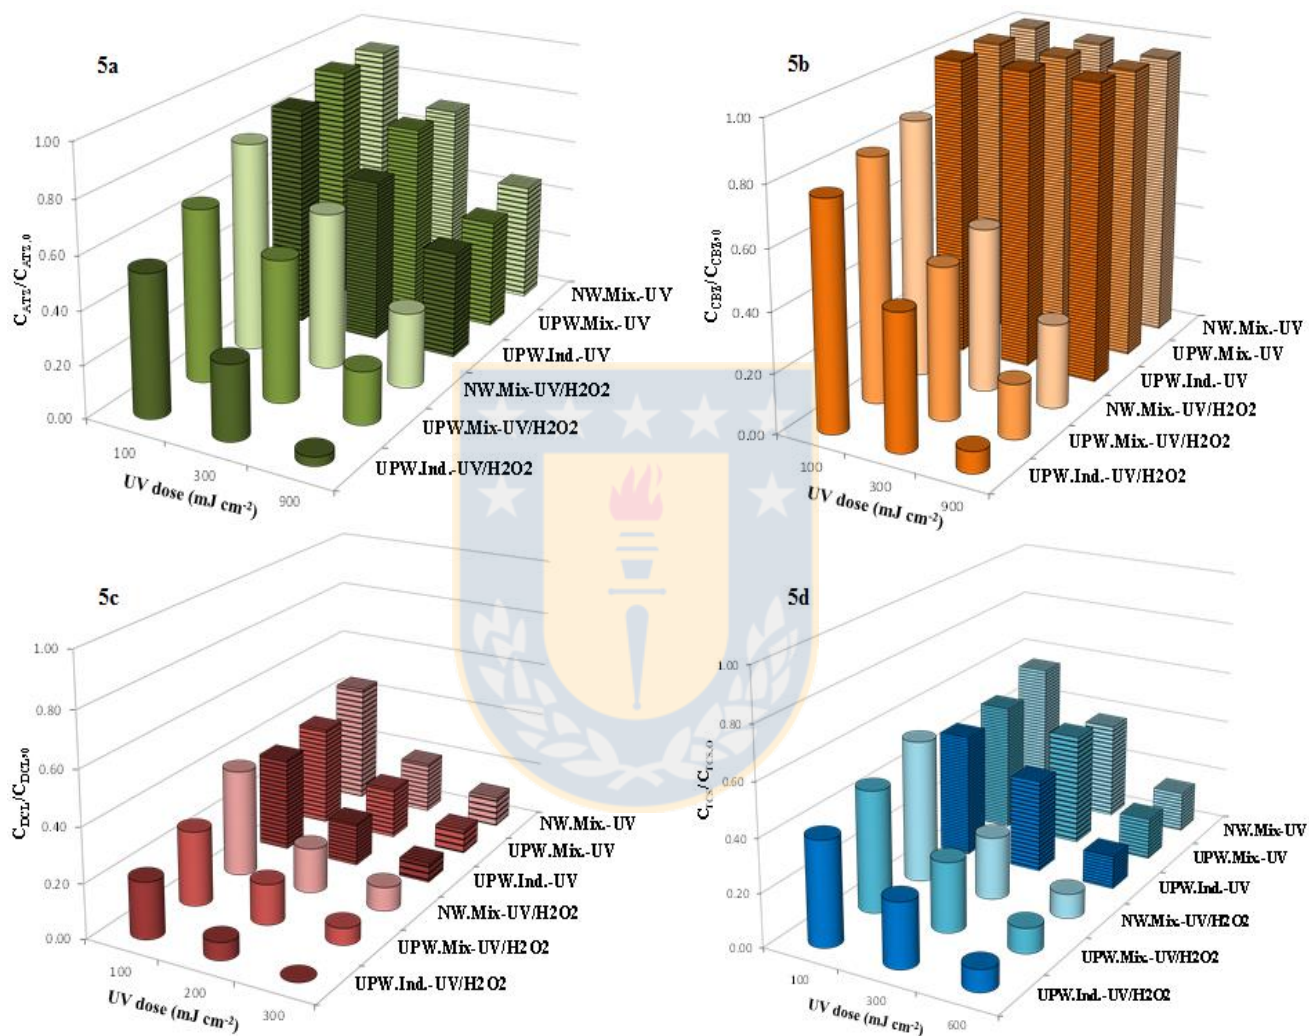 5a
1.00
0.80
0.60
0.40
0.20
0.00
C_ATZ/C_ATZ,0
100
300
900
UV dose (mJ cm⁻²)
NW.Mix.-UV
UPW.Mix.-UV
UPW.Ind.-UV
NW.Mix-UV/H2O2
UPW.Mix-UV/H2O2
UPW.Ind.-UV/H2O2
5b
1.00
0.80
0.60
0.40
0.20
0.00
C_CBZ/C_CBZ,0
100
300
900
UV dose (mJ cm⁻²)
NW.Mix.-UV
UPW.Mix.-UV
UPW.Ind.-UV
NW.Mix.-UV/H2O2
UPW.Mix.-UV/H2O2
UPW.Ind.-UV/H2O2
5c
1.00
0.80
0.60
0.40
0.20
0.00
C_DCL/C_DCL,0
100
200
300
UV dose (mJ cm⁻²)
NW.Mix.-UV
UPW.Mix.-UV
UPW.Ind.-UV
NW.Mix-UV/H2O2
UPW.Mix-UV/H2O2
UPW.Ind.-UV/H2O2
5d
1.00
0.80
0.60
0.40
0.20
0.00
C_TCS/C_TCS,O
100
300
600
UV dose (mJ cm⁻²)
NW.Mix-UV
UPW.Mix.-UV
UPW.Ind.-UV
NW.Mix-UV/H2O2
UPW.Mix.-UV/H2O2
UPW.Ind.-UV/H2O2